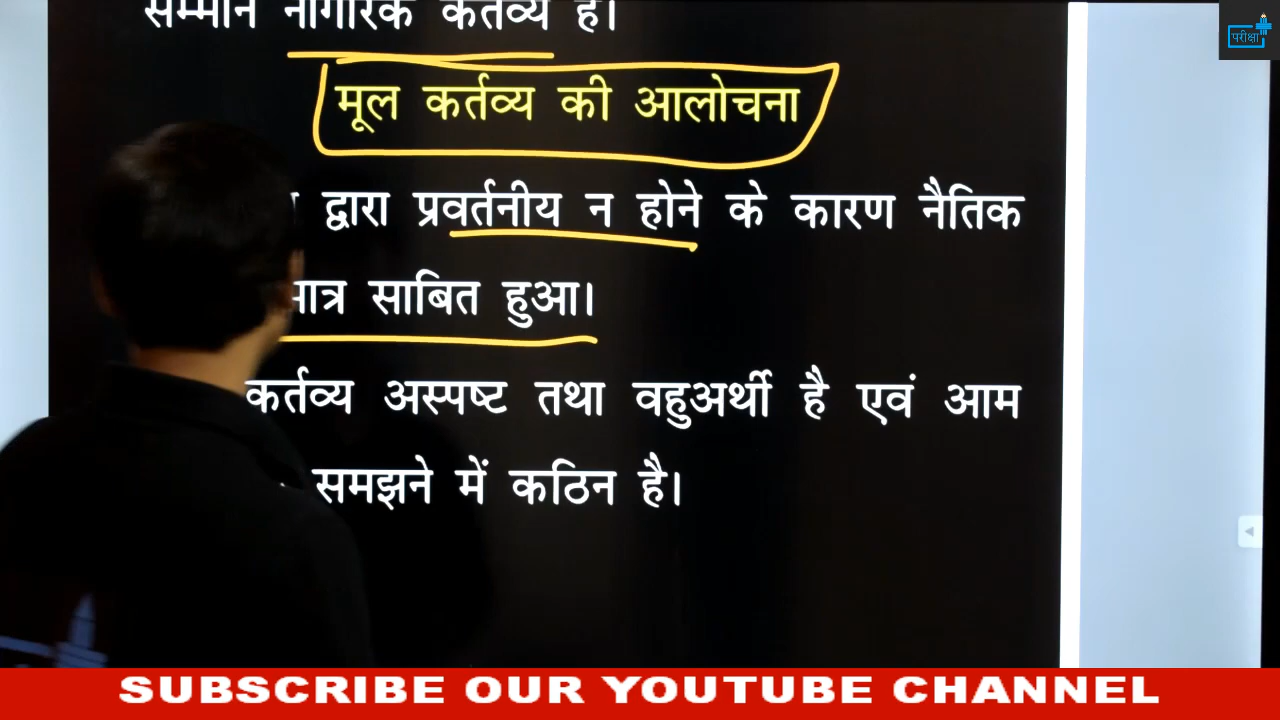 सम्मान नागरिक कर्तव्य है।
परीक्षा
मूल कर्तव्य की आलोचना
द्वारा प्रवर्तनीय न होने के कारण नैतिक
मात्र साबित हुआ।
कर्तव्य अस्पष्ट तथा वहुअर्थी है एवं आम
समझने में कठिन है।
SUBSCRIBE OUR YOUTUBE CHANNEL